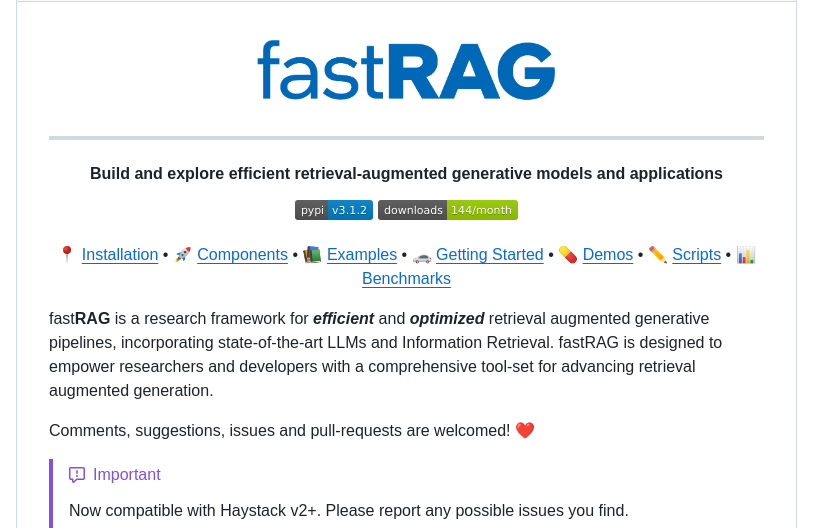 fastRAG
Build and explore efficient retrieval-augmented generative models and applications
pypi v3.1.2 downloads 144/month
📍 Installation • 🚀 Components • 📚 Examples • 🚗 Getting Started • 💊 Demos • ✏️ Scripts • 📊
Benchmarks
fastRAG is a research framework for efficient and optimized retrieval augmented generative
pipelines, incorporating state-of-the-art LLMs and Information Retrieval. fastRAG is designed to
empower researchers and developers with a comprehensive tool-set for advancing retrieval
augmented generation.
Comments, suggestions, issues and pull-requests are welcomed! ❤️
Important
Now compatible with Haystack v2+. Please report any possible issues you find.